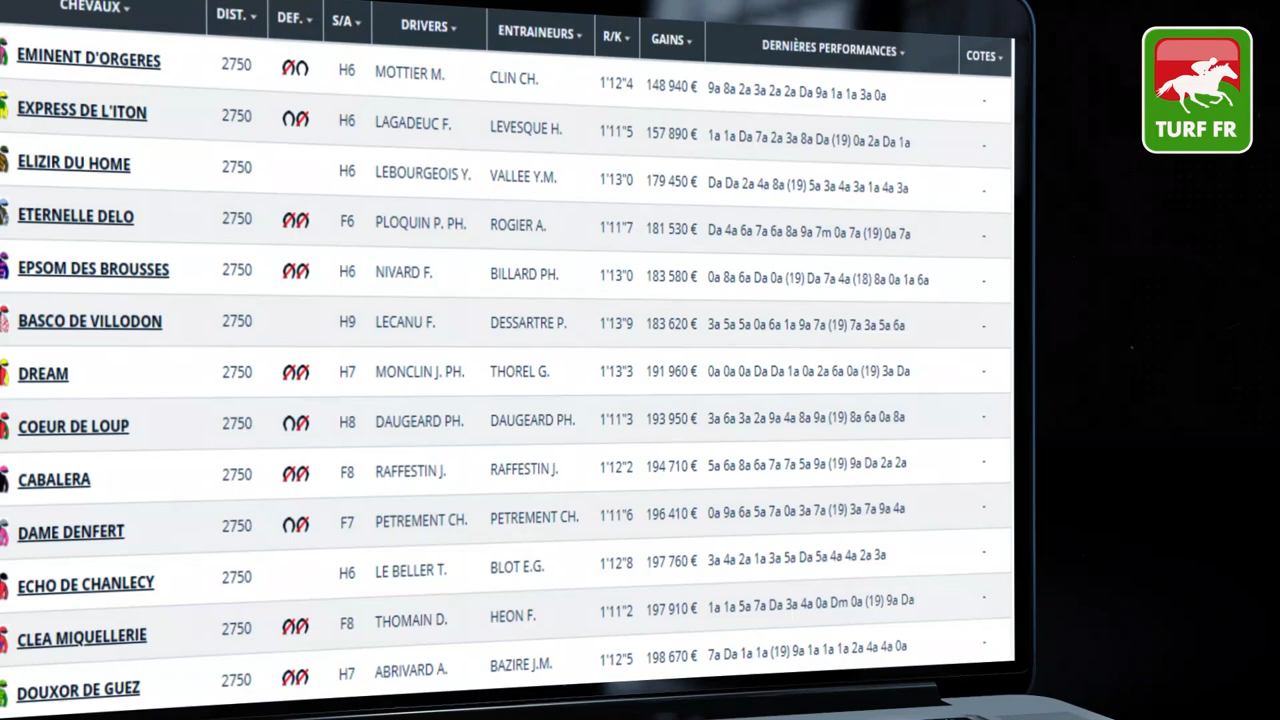 CHEVAUX DIST. DEF. S/A DRIVERS ENTRAINEURS R/K GAINS DERNIÈRES PERFORMANCES COTES
EMINENT D'ORGERES 2750 H6 MOTTIER M. CLIN CH. 1'12"4 148 940 € 9a 8a 2a 3a 2a 2a Da 9a 1a 1a 3a 0a -
EXPRESS DE L'ITON 2750 H6 LAGADEUC F. LEVESQUE H. 1'11"5 157 890 € 1a 1a Da 7a 2a 3a 8a Da (19) 0a 2a Da 1a -
ELIZIR DU HOME 2750 H6 LEBOURGEOIS Y. VALLEE Y.M. 1'13"0 179 450 € Da Da 2a 4a 8a (19) 5a 3a 4a 3a 1a 4a 3a -
ETERNELLE DELO 2750 F6 PLOQUIN P. PH. ROGIER A. 1'11"7 181 530 € Da 4a 6a 7a 6a 8a 9a 7m 0a 7a (19) 0a 7a -
EPSOM DES BROUSSES 2750 H6 NIVARD F. BILLARD PH. 1'13"0 183 580 € 0a 8a 6a Da 0a (19) Da 7a 4a (18) 8a 0a 1a 6a -
BASCO DE VILLODON 2750 H9 LECANU F. DESSARTRE P. 1'13"9 183 620 € 3a 5a 5a 0a 6a 1a 9a 7a (19) 7a 3a 5a 6a -
DREAM 2750 H7 MONCLIN J. PH. THOREL G. 1'13"3 191 960 € 0a 0a 0a Da Da 1a 0a 2a 6a 0a (19) 3a Da -
COEUR DE LOUP 2750 H8 DAUGEARD PH. DAUGEARD PH. 1'11"3 193 950 € 3a 6a 3a 2a 9a 4a 8a 9a (19) 8a 6a 0a 8a -
CABALERA 2750 F8 RAFFESTIN J. RAFFESTIN J. 1'12"2 194 710 € 5a 6a 8a 6a 7a 7a 5a 9a (19) 9a Da 2a 2a -
DAME DENFERT 2750 F7 PETREMENT CH. PETREMENT CH. 1'11"6 196 410 € 0a 9a 6a 5a 7a 0a 3a 7a (19) 3a 7a 9a 4a -
ECHO DE CHANLECY 2750 H6 LE BELLER T. BLOT E.G. 1'12"8 197 760 € 3a 4a 2a 1a 3a 5a Da 5a 4a 4a 2a 3a -
CLEA MIQUELLERIE 2750 F8 THOMAIN D. HEON F. 1'11"2 197 910 € 1a 1a 5a 7a Da 3a 4a 0a Dm 0a (19) 9a Da -
DOUXOR DE GUEZ 2750 H7 ABRIVARD A. BAZIRE J.M. 1'12"5 198 670 € 7a Da 1a 1a (19) 9a 1a 1a 1a 2a 4a 4a 0a -
TURF FR